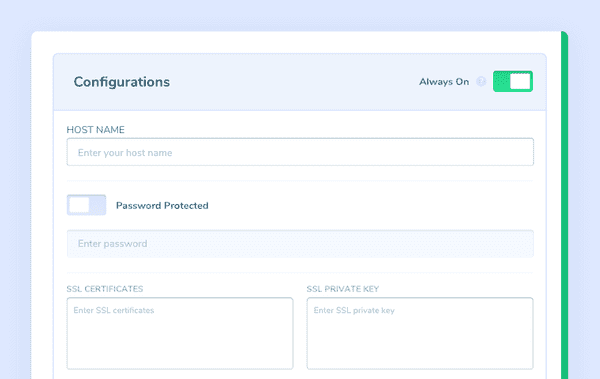 Configurations
Always On ?
HOST NAME
Enter your host name
Password Protected
Enter password
SSL CERTIFICATES
SSL PRIVATE KEY
Enter SSL certificates
Enter SSL private key